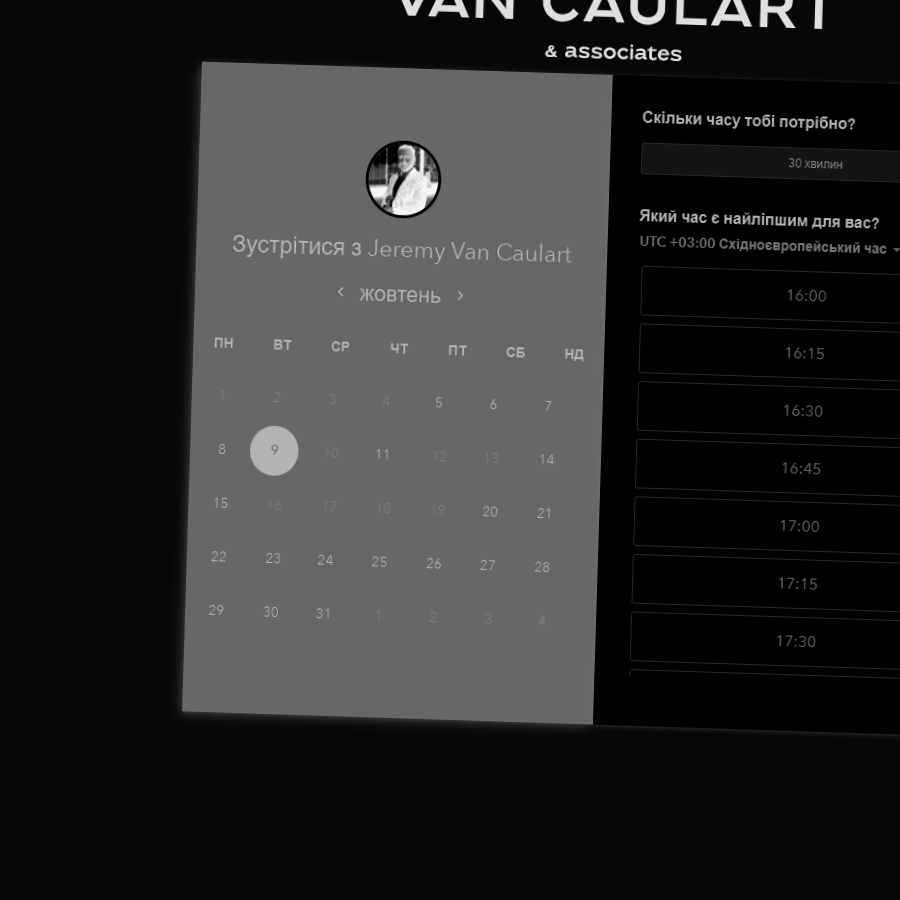 VAN CAULART
& associates
Зустрітися з Jeremy Van Caulart
жовтень
ПН ВТ СР ЧТ ПТ СБ НД
1 2 3 4 5 6 7
8 9 10 11 12 13 14
15 16 17 18 19 20 21
22 23 24 25 26 27 28
29 30 31 1 2 3 4
Скільки часу тобі потрібно?
30 хвилин
Який час є найліпшим для вас?
UTC +03:00 Східноєвропейський час
16:00
16:15
16:30
16:45
17:00
17:15
17:30